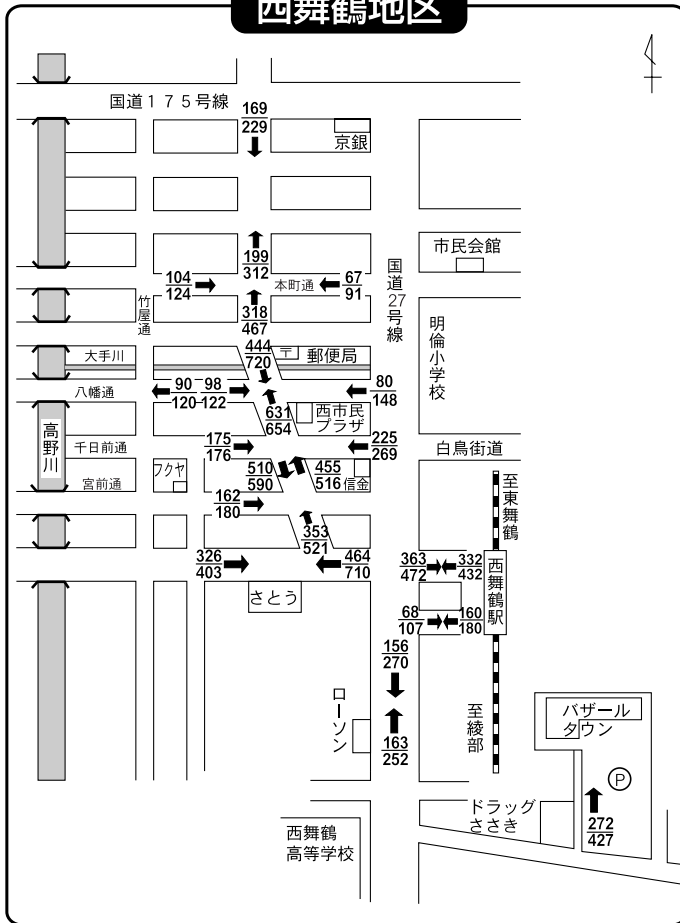 西舞鶴地区
国道175号線
169
229
京銀
199
312
市民会館
104
124
本町通
67
91
国道27号線
竹屋通
318
467
明倫小学校
444
720
大手川
〒 郵便局
八幡通
90
120
98
122
80
148
631
654
西市民
プラザ
高野川
千日前通
175
176
225
269
白鳥街道
宮前通
フクヤ
510
590
455
516
信金
至東舞鶴
162
180
353
521
326
403
464
710
363
472
332
432
西舞鶴駅
さとう
68
107
160
180
156
270
ローソン
163
252
至綾部
バザール
タウン
P
ドラッグ
ささき
272
427
西舞鶴
高等学校